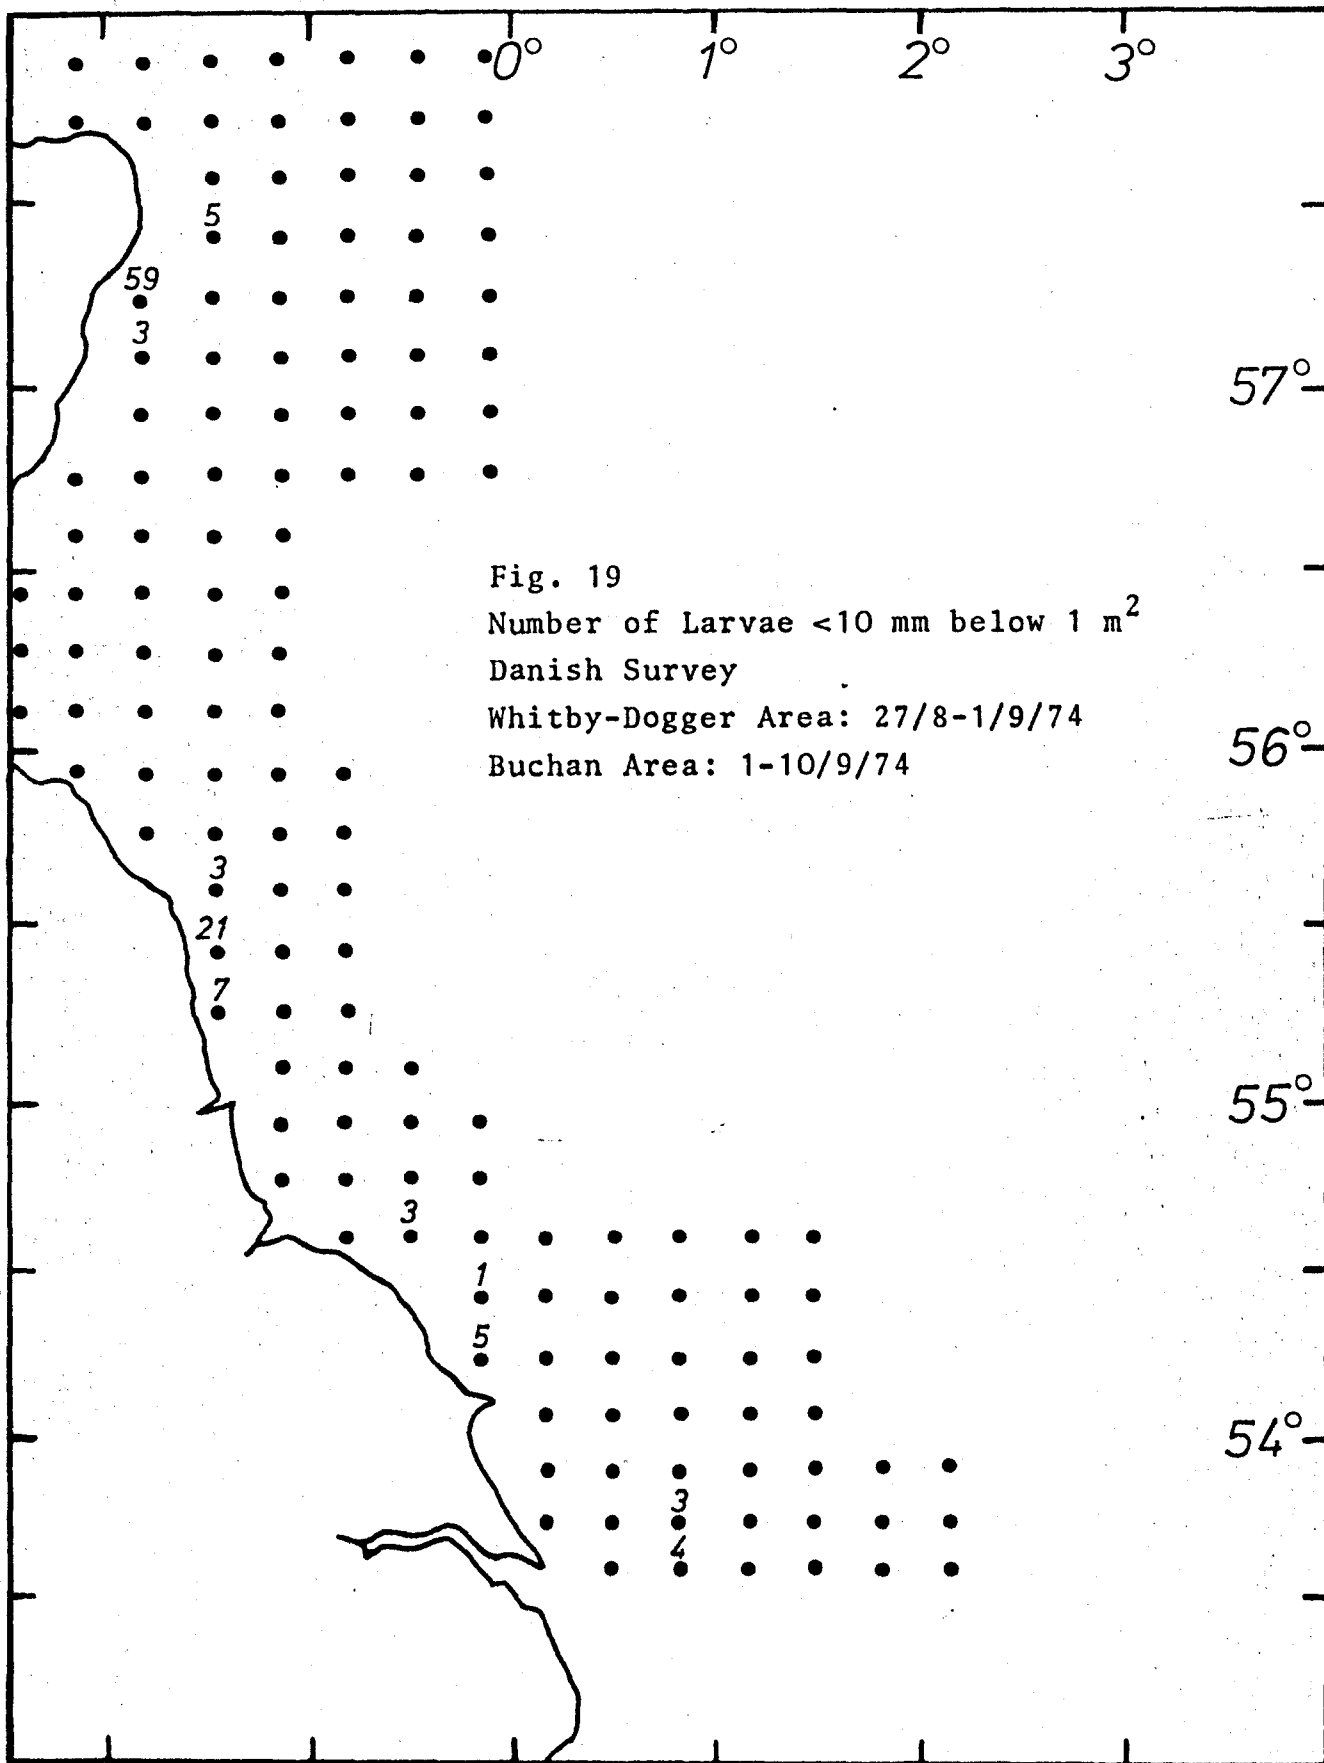 0° 1° 2° 3°
5
59
3
57°
Fig. 19
Number of Larvae <10 mm below 1 m²
Danish Survey
Whitby-Dogger Area: 27/8-1/9/74
Buchan Area: 1-10/9/74
56°
3
21
7
55°
3
1
5
54°
3
4